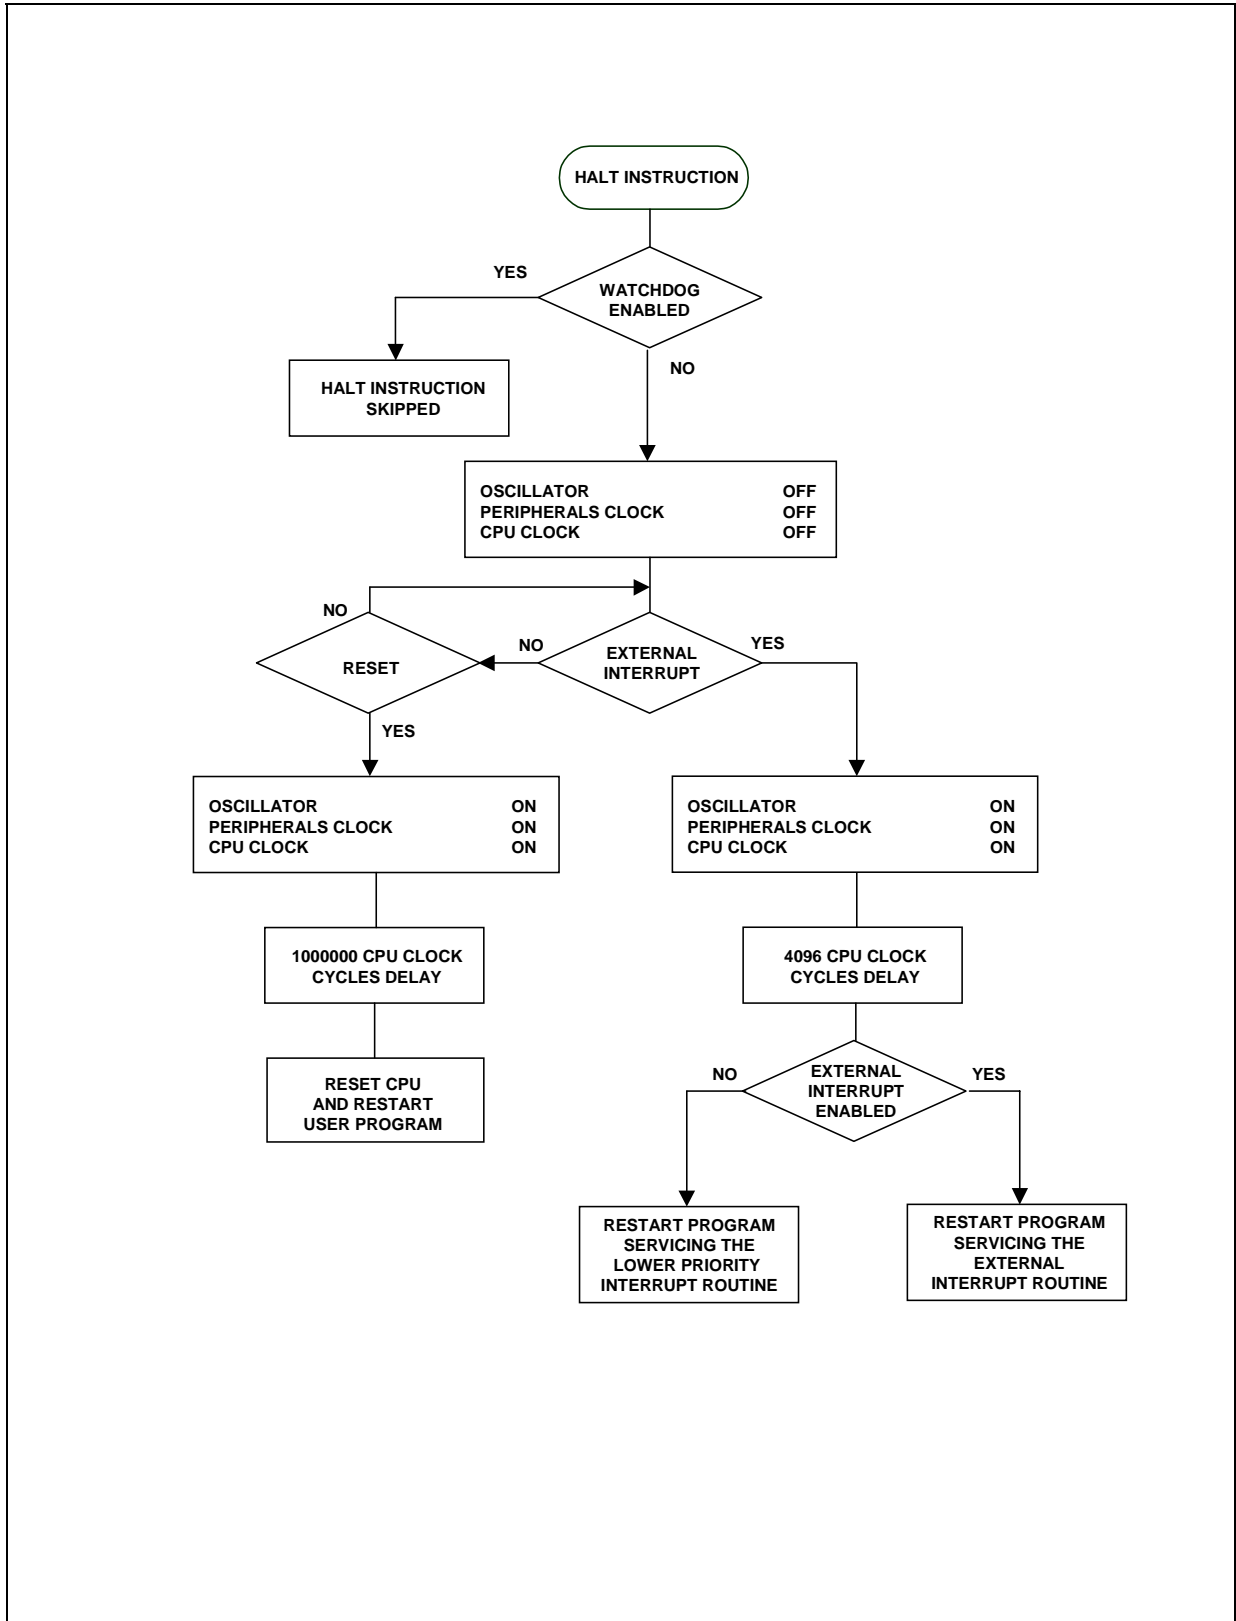 HALT INSTRUCTION
YES
WATCHDOG
ENABLED
NO
HALT INSTRUCTION
SKIPPED
OSCILLATOR OFF
PERIPHERALS CLOCK OFF
CPU CLOCK OFF
NO
RESET
NO
EXTERNAL
INTERRUPT
YES
YES
OSCILLATOR ON
PERIPHERALS CLOCK ON
CPU CLOCK ON
OSCILLATOR ON
PERIPHERALS CLOCK ON
CPU CLOCK ON
1000000 CPU CLOCK
CYCLES DELAY
4096 CPU CLOCK
CYCLES DELAY
RESET CPU
AND RESTART
USER PROGRAM
NO
EXTERNAL
INTERRUPT
ENABLED
YES
RESTART PROGRAM
SERVICING THE
LOWER PRIORITY
INTERRUPT ROUTINE
RESTART PROGRAM
SERVICING THE
EXTERNAL
INTERRUPT ROUTINE